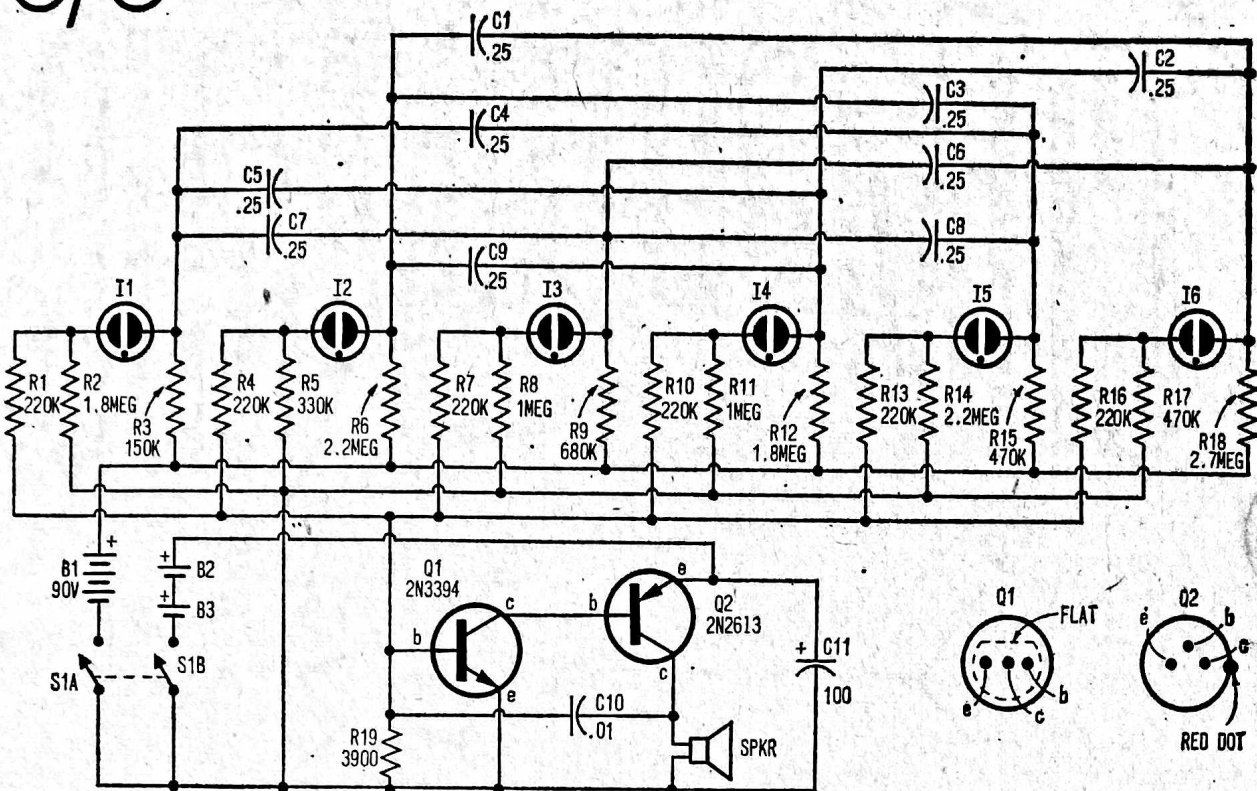 C1
.25
C2
.25
C3
.25
C4
.25
C6
.25
C5
.25
C7
.25
C8
.25
C9
.25
I1
I2
I3
I4
I5
I6
R1
220K
R2
1.8MEG
R3
150K
R4
220K
R5
330K
R6
2.2MEG
R7
220K
R8
1MEG
R9
680K
R10
220K
R11
1MEG
R12
1.8MEG
R13
220K
R14
2.2MEG
R15
470K
R16
220K
R17
470K
R18
2.7MEG
+
B1
90V
+
B2
+
B3
S1A
S1B
Q1
2N3394
b
c
e
b
e
c
Q2
2N2613
+
C11
100
C10
.01
R19
3900
SPKR
Q1
FLAT
e
c
b
Q2
e
b
c
RED DOT